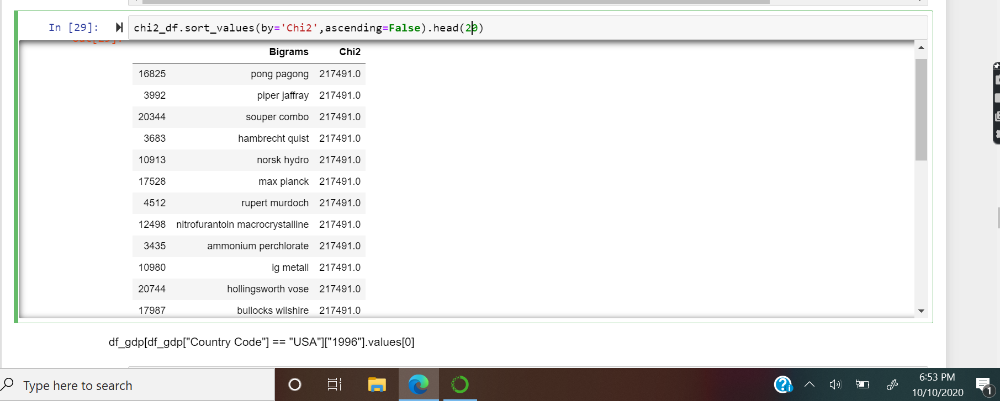 In [29]: chi2_df.sort_values(by='Chi2',ascending=False).head(20)
Bigrams Chi2
16825 pong pagong 217491.0
3992 piper jaffray 217491.0
20344 souper combo 217491.0
3683 hambrecht quist 217491.0
10913 norsk hydro 217491.0
17528 max planck 217491.0
4512 rupert murdoch 217491.0
12498 nitrofurantoin macrocrystalline 217491.0
3435 ammonium perchlorate 217491.0
10980 ig metall 217491.0
20744 hollingsworth vose 217491.0
17987 bullocks wilshire 217491.0
df_gdp[df_gdp["Country Code"] == "USA"]["1996"].values[0]
Type here to search
6:53 PM
10/10/2020
1